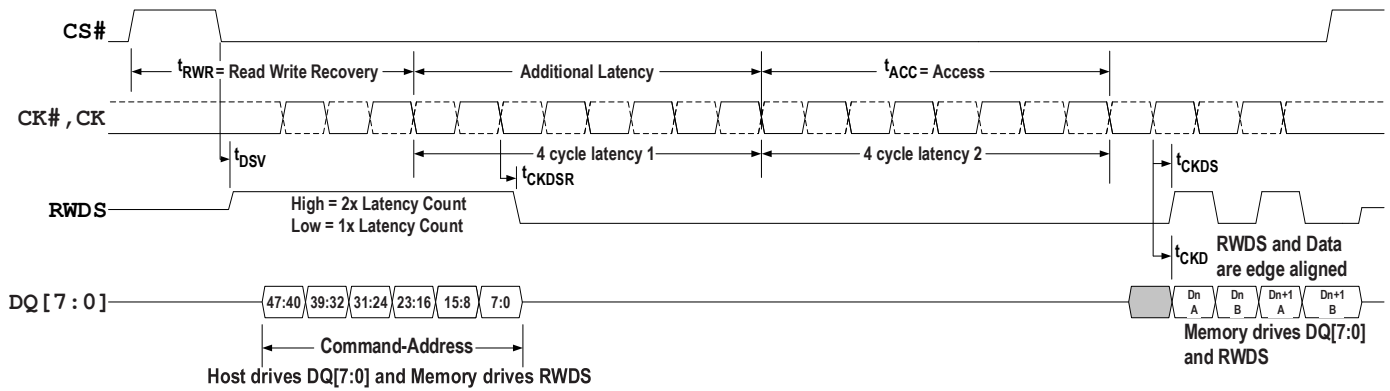 CS#
tRWR = Read Write Recovery
Additional Latency
tACC = Access
CK#,CK
tDSV
4 cycle latency 1
4 cycle latency 2
tCKDSR
tCKDS
RWDS
High = 2x Latency Count
Low = 1x Latency Count
tCKD
RWDS and Data
are edge aligned
DQ[7:0]
47:40 39:32 31:24 23:16 15:8 7:0
Dn
A
Dn
B
Dn+1
A
Dn+1
B
Command-Address
Memory drives DQ[7:0]
and RWDS
Host drives DQ[7:0] and Memory drives RWDS